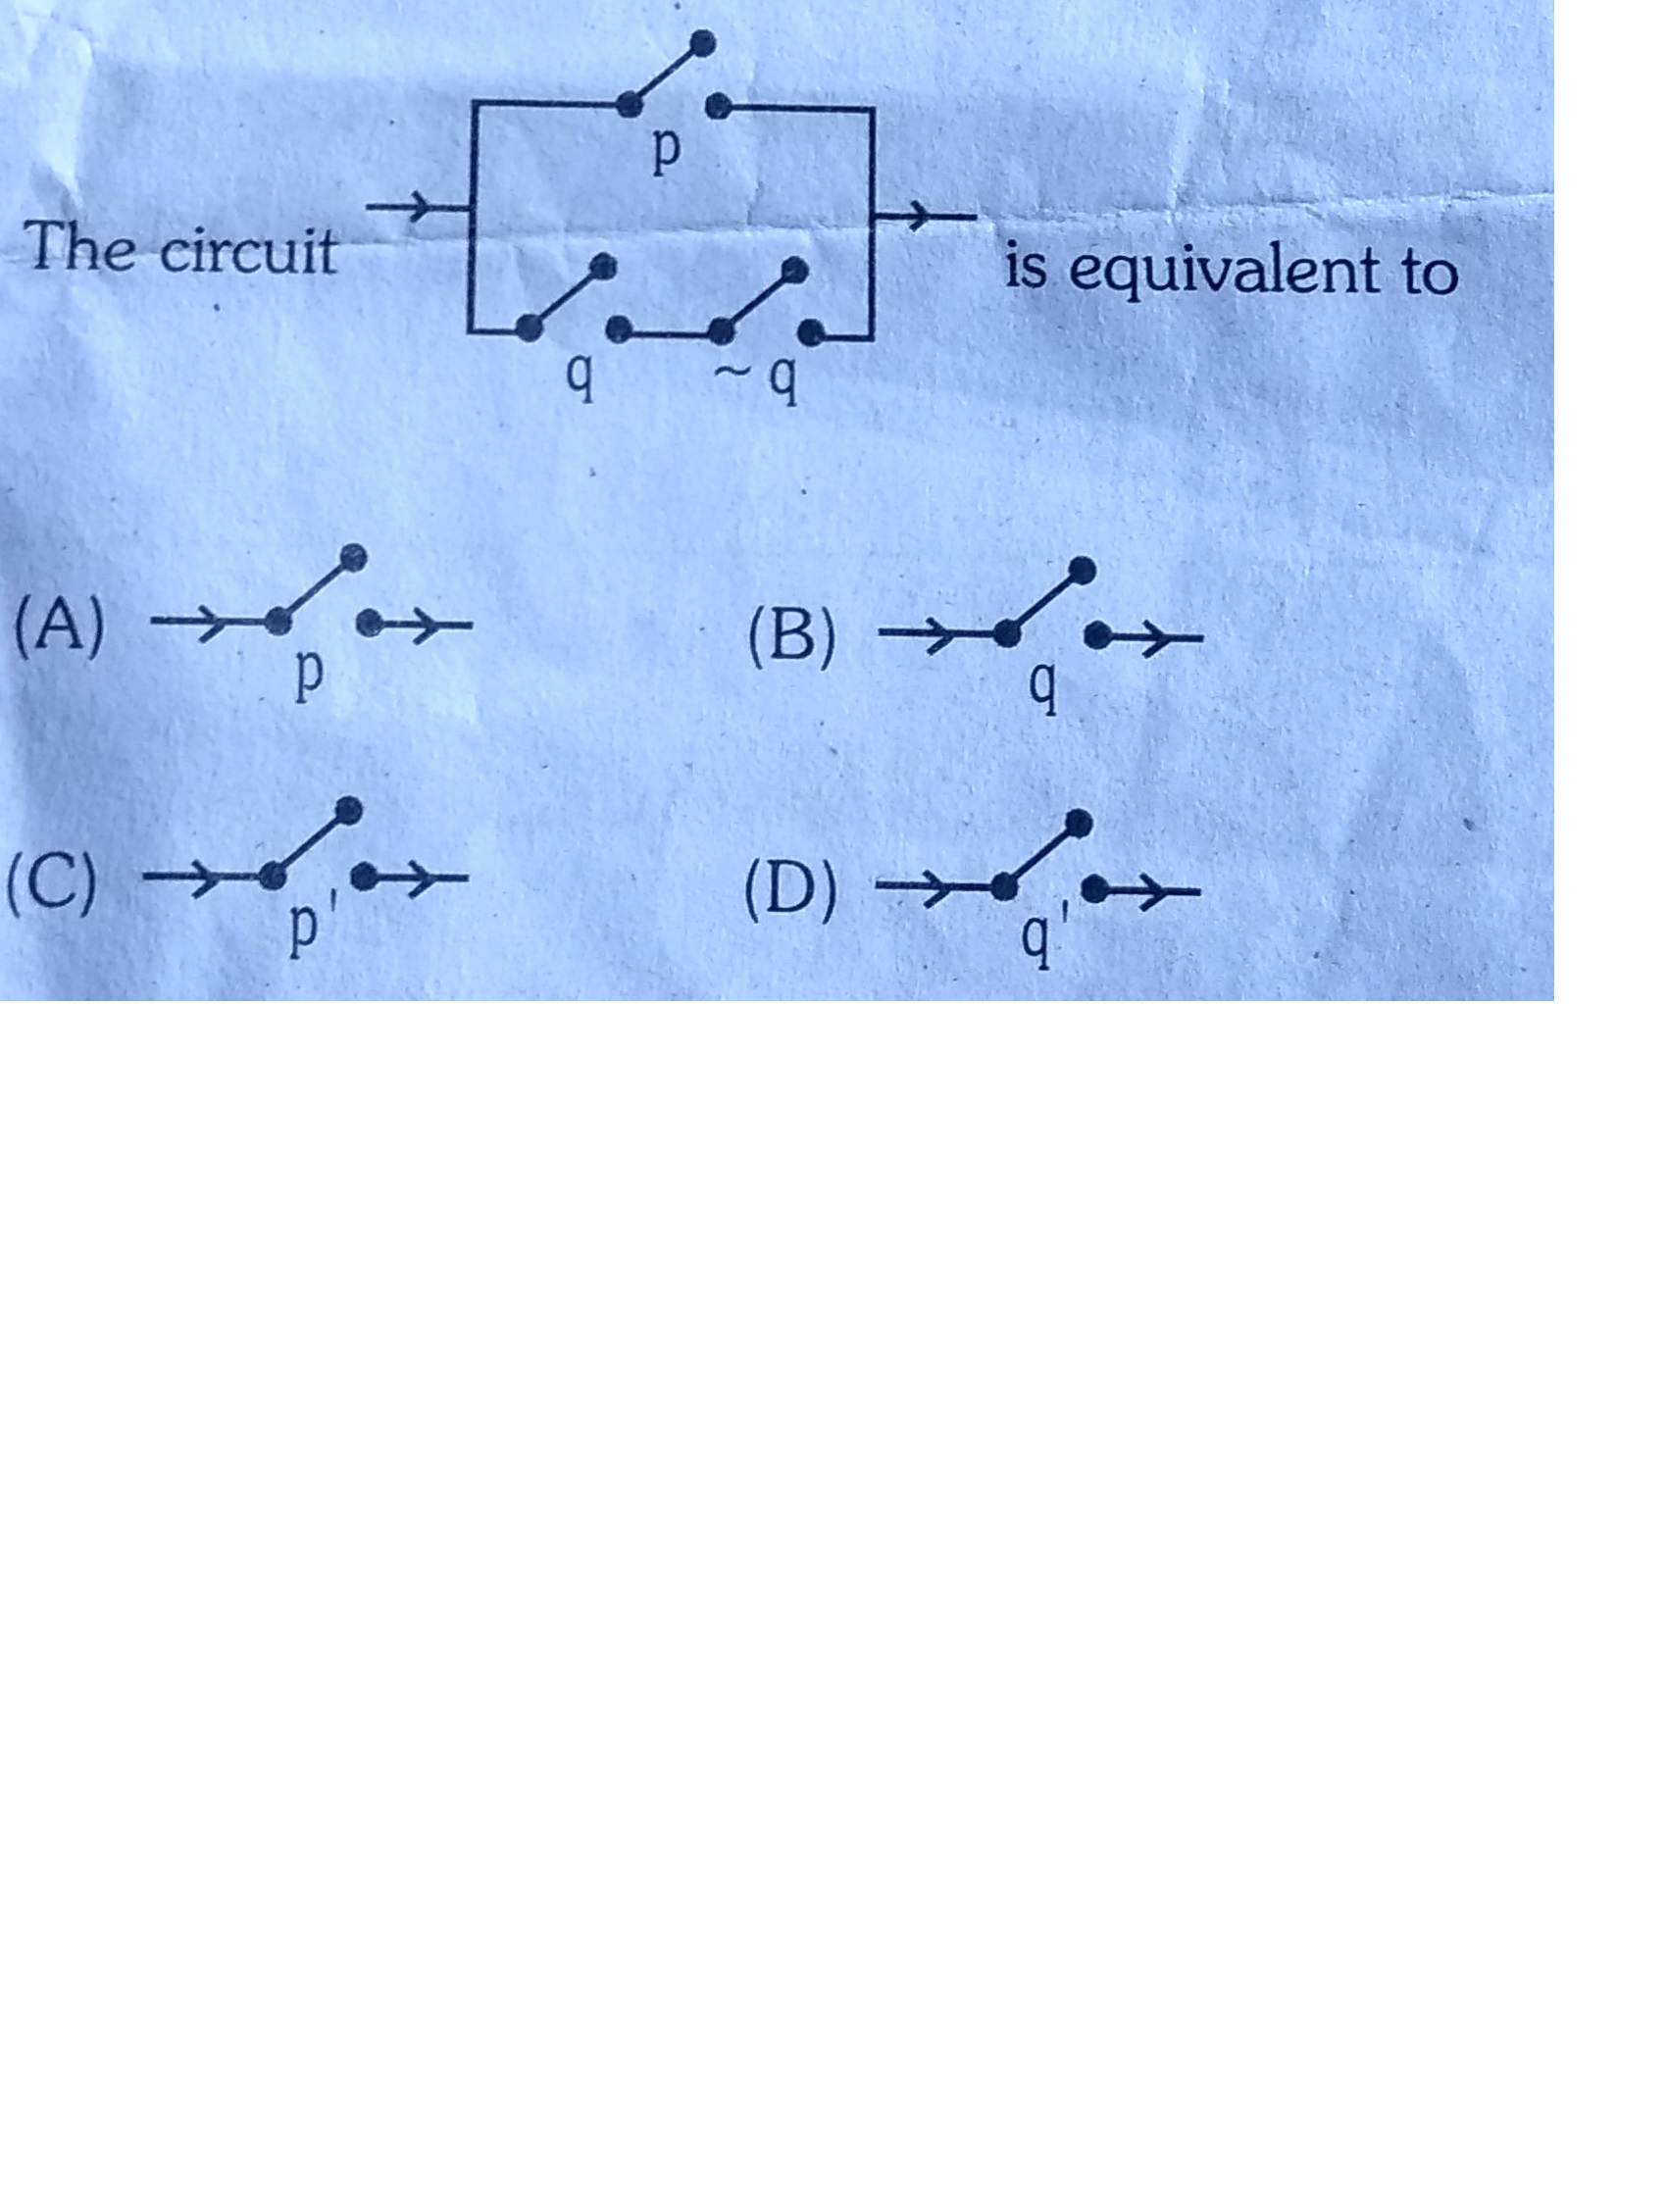 p
The circuit is equivalent to
q ~ q
(A) p (B) q
(C) p' (D) q'